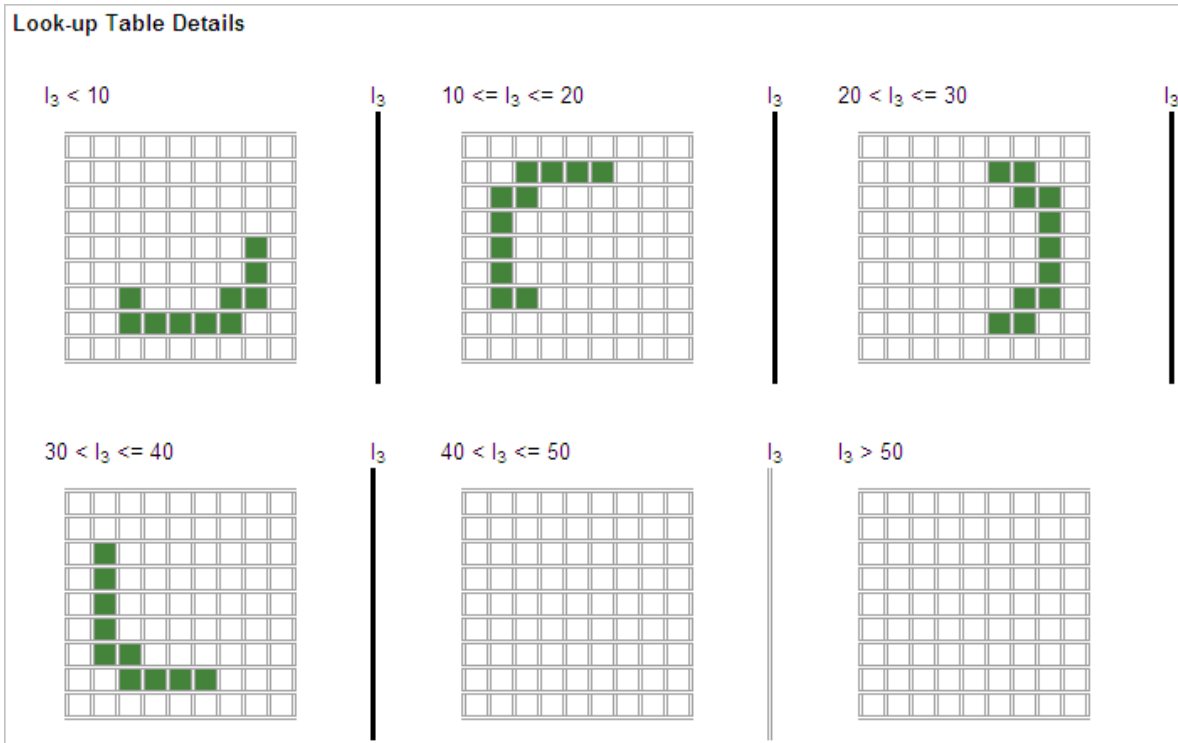 Look-up Table Details
I₃ < 10 I₃ 10 <= I₃ <= 20 I₃ 20 < I₃ <= 30 I₃
30 < I₃ <= 40 I₃ 40 < I₃ <= 50 I₃ I₃ > 50